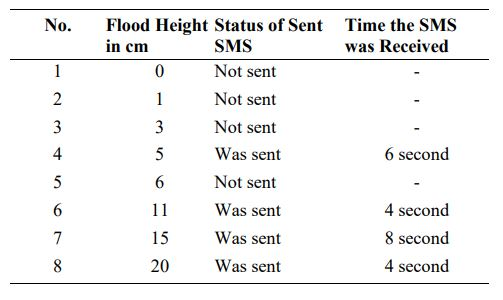 No. Flood Height Status of Sent Time the SMS
in cm SMS was Received
1 0 Not sent -
2 1 Not sent -
3 3 Not sent -
4 5 Was sent 6 second
5 6 Not sent -
6 11 Was sent 4 second
7 15 Was sent 8 second
8 20 Was sent 4 second